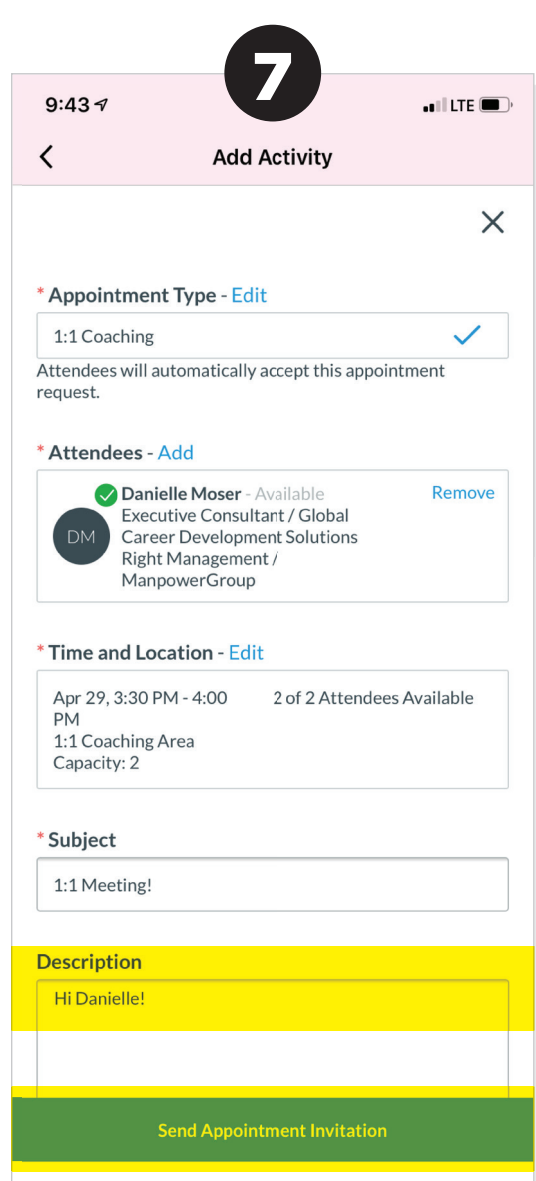 7
9:43
LTE
Add Activity
* Appointment Type - Edit
1:1 Coaching
Attendees will automatically accept this appointment
request.
* Attendees - Add
Danielle Moser - Available Remove
DM
Executive Consultant / Global
Career Development Solutions
Right Management /
ManpowerGroup
* Time and Location - Edit
Apr 29, 3:30 PM - 4:00 2 of 2 Attendees Available
PM
1:1 Coaching Area
Capacity: 2
* Subject
1:1 Meeting!
Description
Hi Danielle!
Send Appointment Invitation